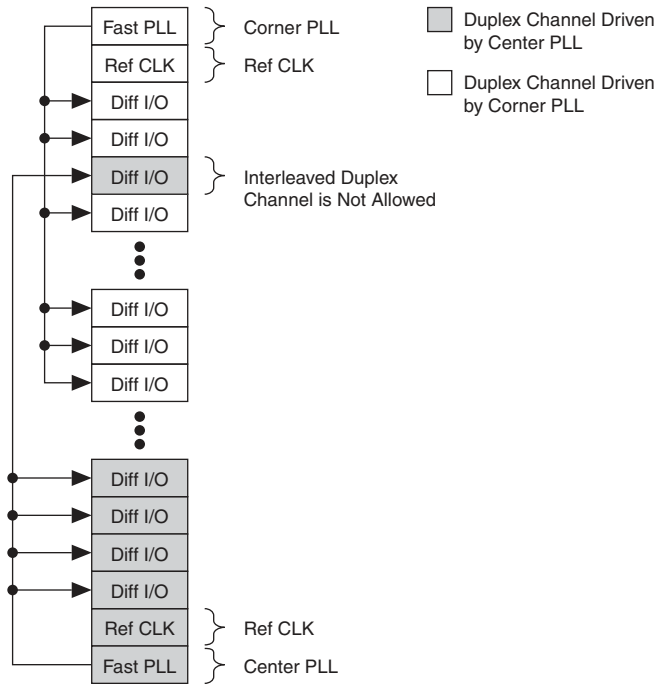 Fast PLL
Corner PLL
Duplex Channel Driven
by Center PLL
Ref CLK
Ref CLK
Duplex Channel Driven
by Corner PLL
Diff I/O
Diff I/O
Diff I/O
Interleaved Duplex
Channel is Not Allowed
Diff I/O
Diff I/O
Diff I/O
Diff I/O
Diff I/O
Diff I/O
Diff I/O
Diff I/O
Ref CLK
Ref CLK
Fast PLL
Center PLL